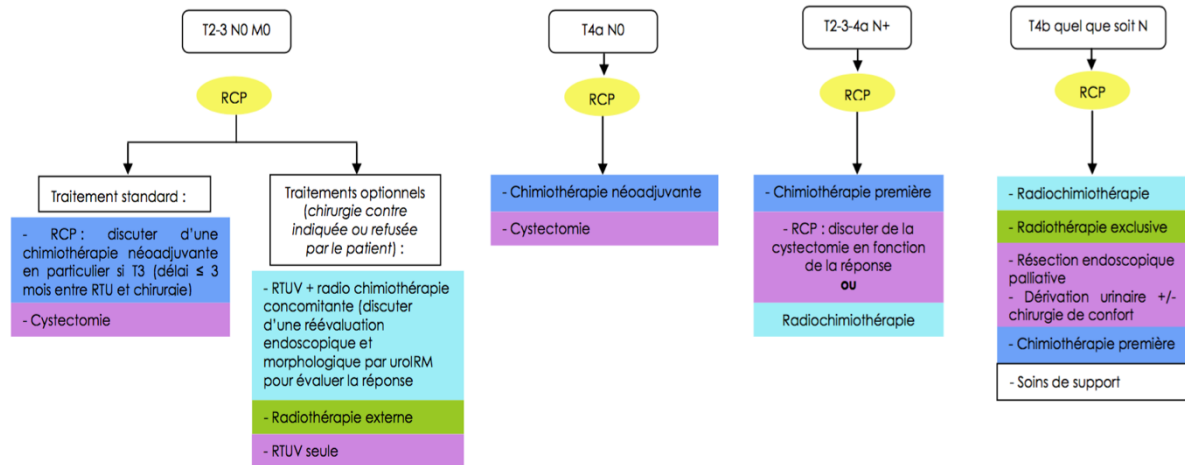 T2-3 N0 M0
RCP
Traitement standard :
- RCP : discuter d'une
chimiothérapie néoadjuvante
en particulier si T3 (délai ≤ 3
mois entre RTU et chirurgie)
- Cystectomie
Traitements optionnels
(chirurgie contre
indiquée ou refusée
par le patient) :
- RTUV + radio chimiothérapie
concomitante (discuter
d'une réévaluation
endoscopique et
morphologique par uroIRM
pour évaluer la réponse
- Radiothérapie externe
- RTUV seule
T4a N0
RCP
- Chimiothérapie néoadjuvante
- Cystectomie
T2-3-4a N+
RCP
- Chimiothérapie première
- RCP : discuter de la
cystectomie en fonction
de la réponse
ou
Radiochimiothérapie
T4b quel que soit N
RCP
- Radiochimiothérapie
- Radiothérapie exclusive
- Résection endoscopique
palliative
- Dérivation urinaire +/-
chirurgie de confort
- Chimiothérapie première
- Soins de support